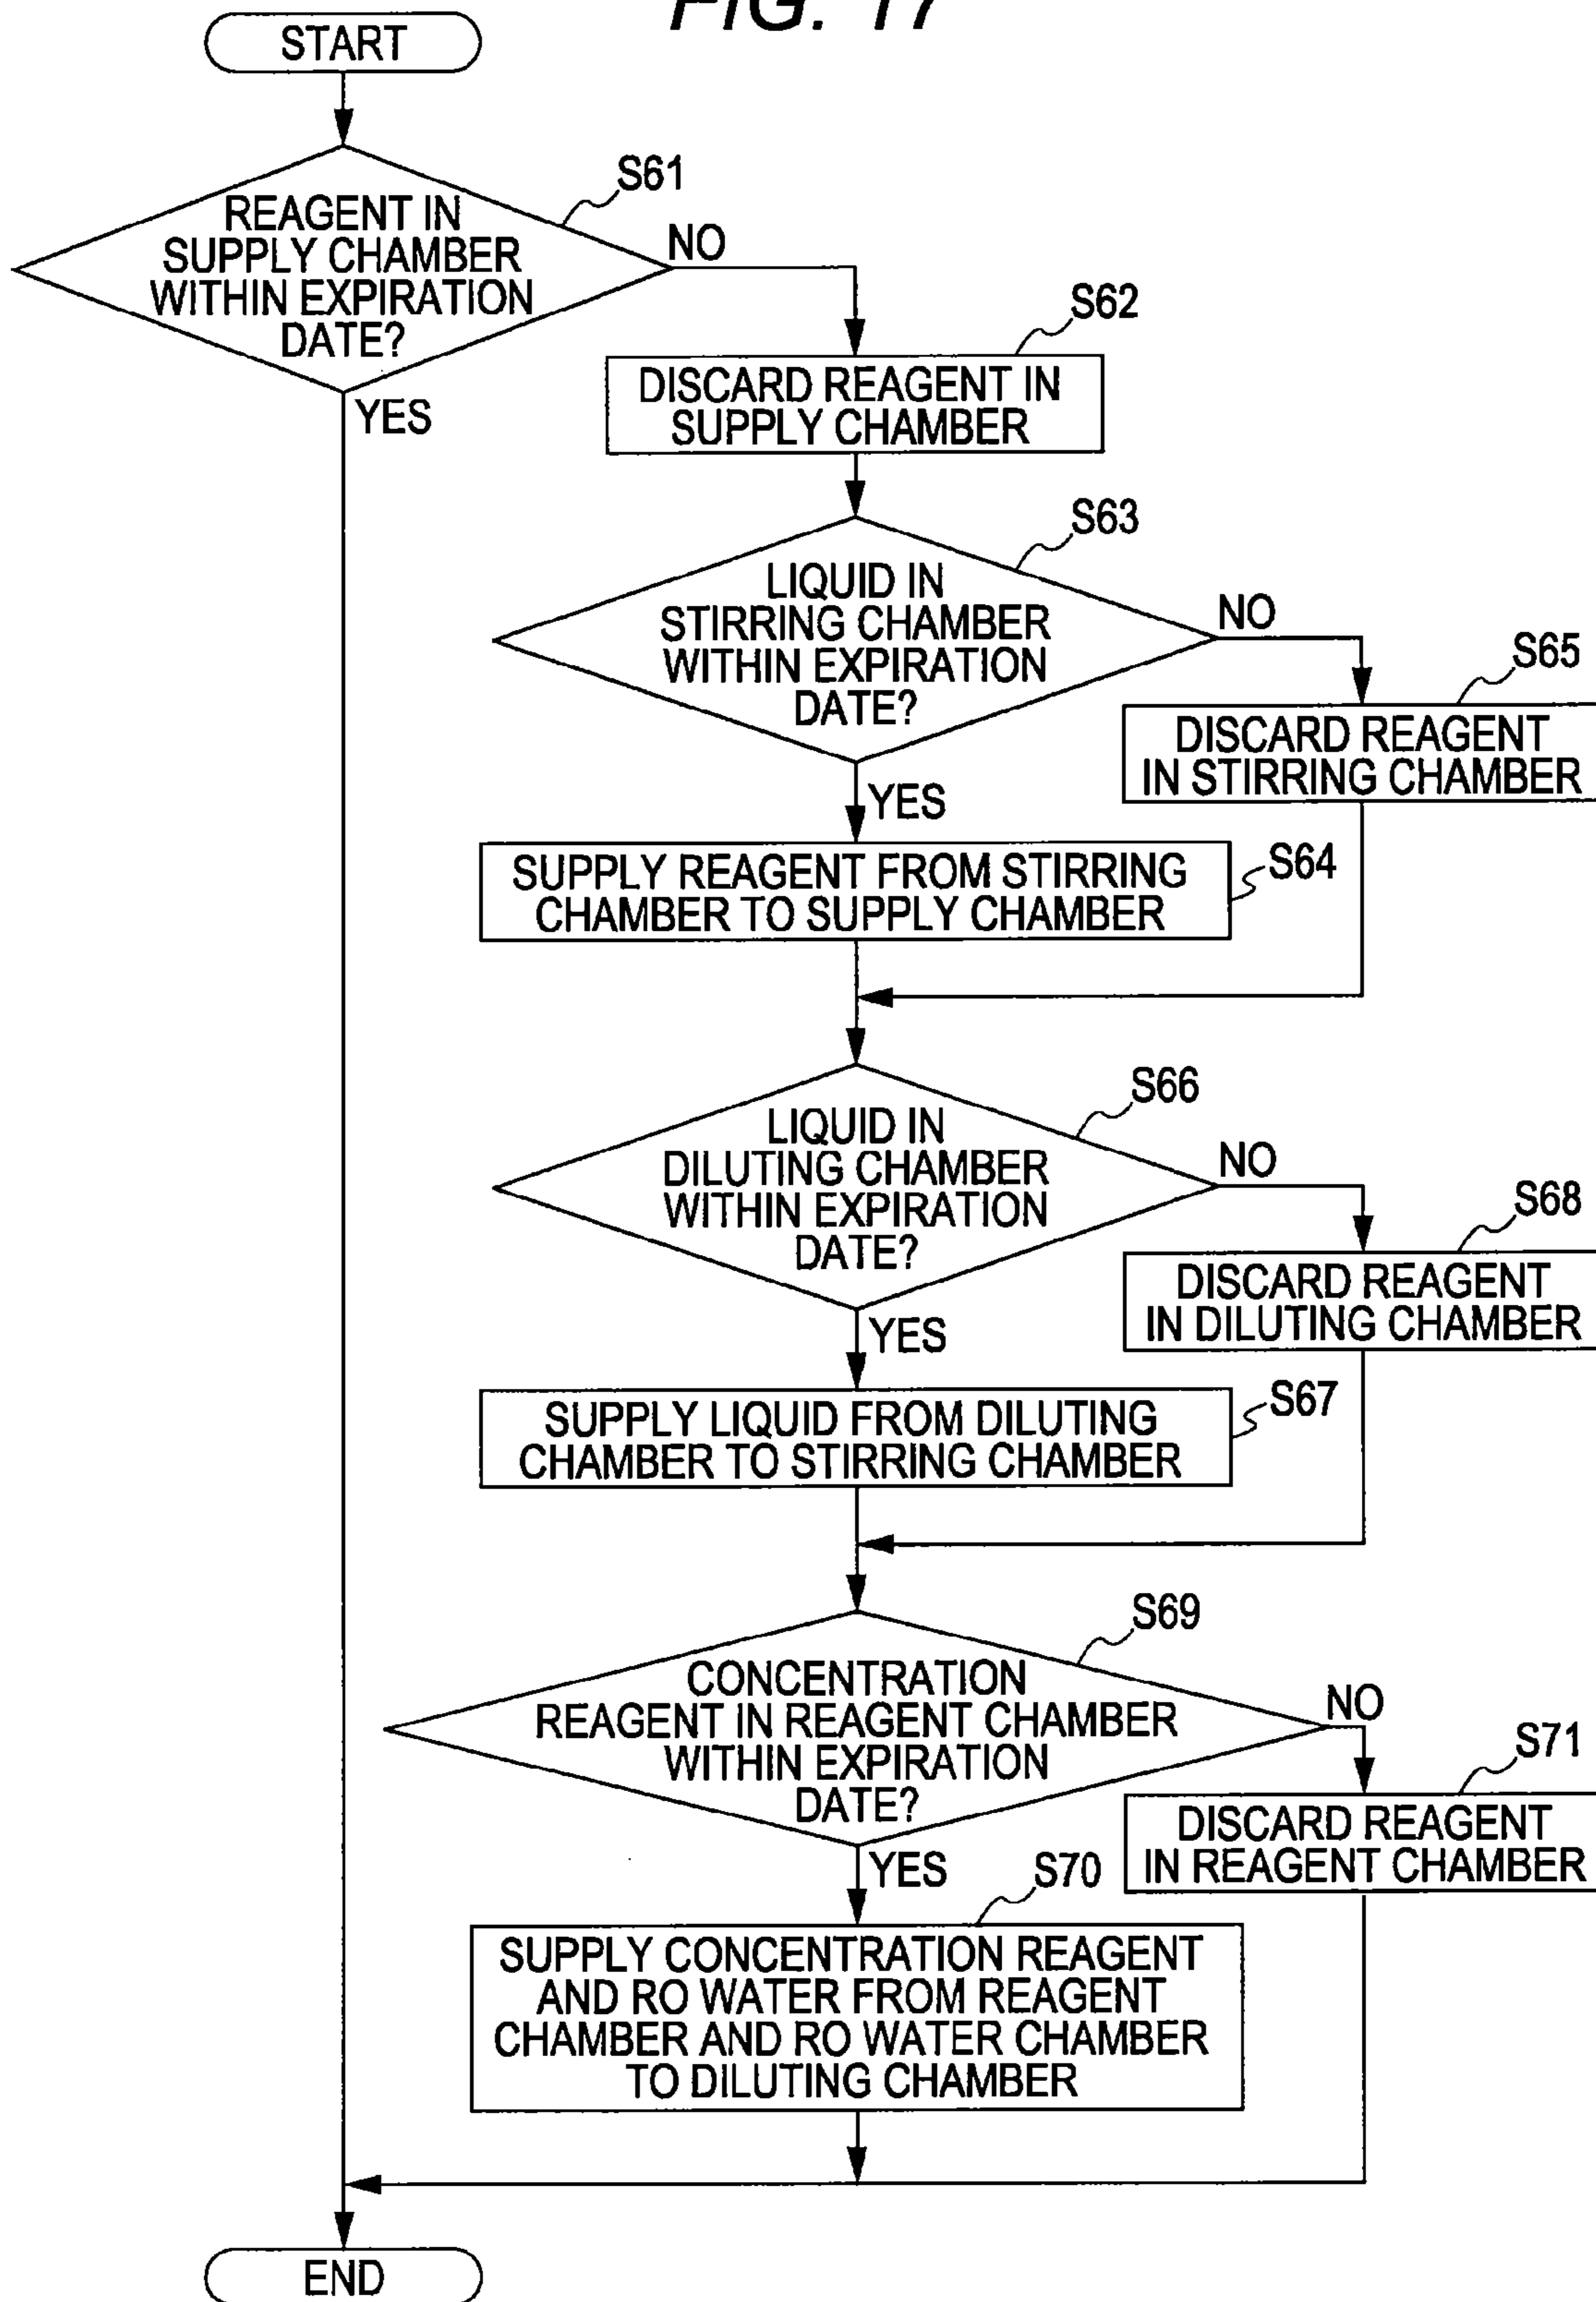 FIG. 17
START
S61
REAGENT IN
SUPPLY CHAMBER
WITHIN EXPIRATION
DATE?
NO
YES
S62
DISCARD REAGENT IN
SUPPLY CHAMBER
S63
LIQUID IN
STIRRING CHAMBER
WITHIN EXPIRATION
DATE?
NO
S65
DISCARD REAGENT
IN STIRRING CHAMBER
YES
S64
SUPPLY REAGENT FROM STIRRING
CHAMBER TO SUPPLY CHAMBER
S66
LIQUID IN
DILUTING CHAMBER
WITHIN EXPIRATION
DATE?
NO
S68
DISCARD REAGENT
IN DILUTING CHAMBER
YES
S67
SUPPLY LIQUID FROM DILUTING
CHAMBER TO STIRRING CHAMBER
S69
CONCENTRATION
REAGENT IN REAGENT CHAMBER
WITHIN EXPIRATION
DATE?
NO
S71
DISCARD REAGENT
IN REAGENT CHAMBER
YES
S70
SUPPLY CONCENTRATION REAGENT
AND RO WATER FROM REAGENT
CHAMBER AND RO WATER CHAMBER
TO DILUTING CHAMBER
END